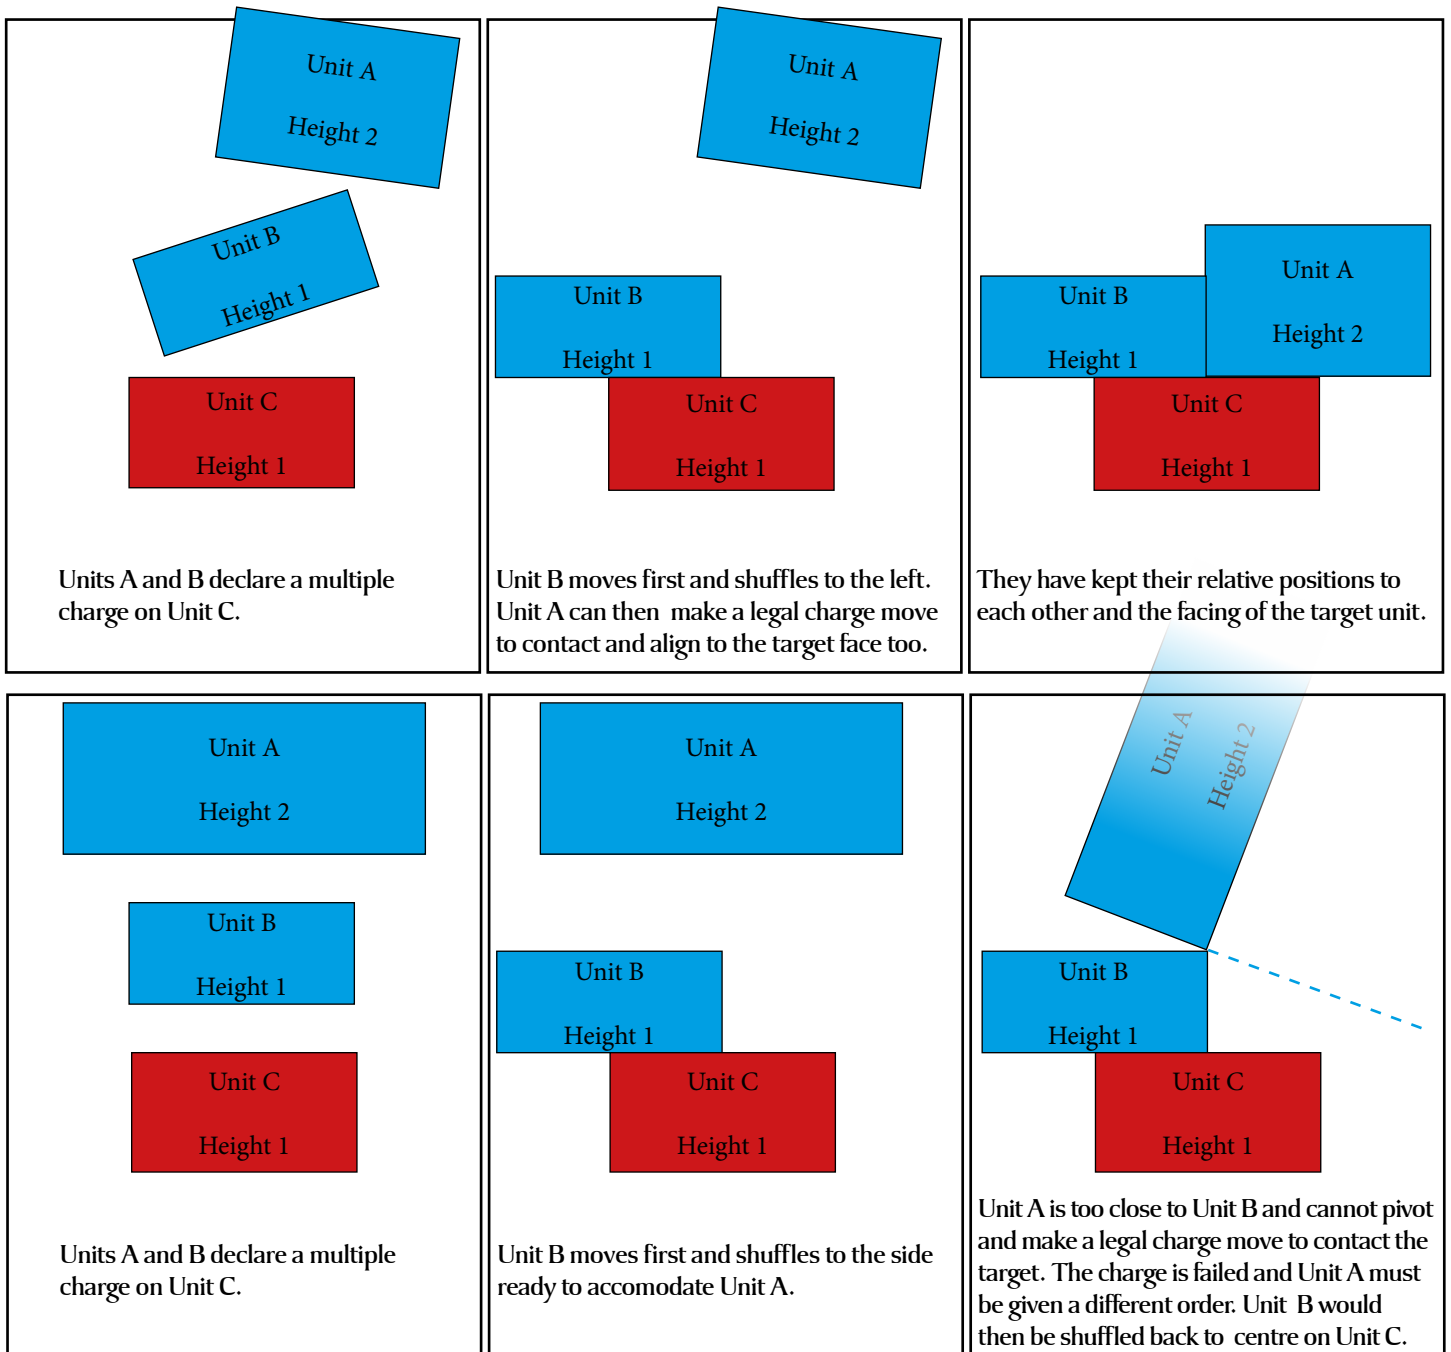 Unit A
Height 2
Unit B
Height 1
Unit C
Height 1
Units A and B declare a multiple
charge on Unit C.
Unit A
Height 2
Unit B
Height 1
Unit C
Height 1
Unit B moves first and shuffles to the left.
Unit A can then make a legal charge move
to contact and align to the target face too.
Unit A
Height 2
Unit B
Height 1
Unit C
Height 1
They have kept their relative positions to
each other and the facing of the target unit.
Unit A
Height 2
Unit B
Height 1
Unit C
Height 1
Units A and B declare a multiple
charge on Unit C.
Unit A
Height 2
Unit B
Height 1
Unit C
Height 1
Unit B moves first and shuffles to the side
ready to accomodate Unit A.
Unit A
Height 2
Unit B
Height 1
Unit C
Height 1
Unit A is too close to Unit B and cannot pivot
and make a legal charge move to contact the
target. The charge is failed and Unit A must
be given a different order. Unit B would
then be shuffled back to centre on Unit C.